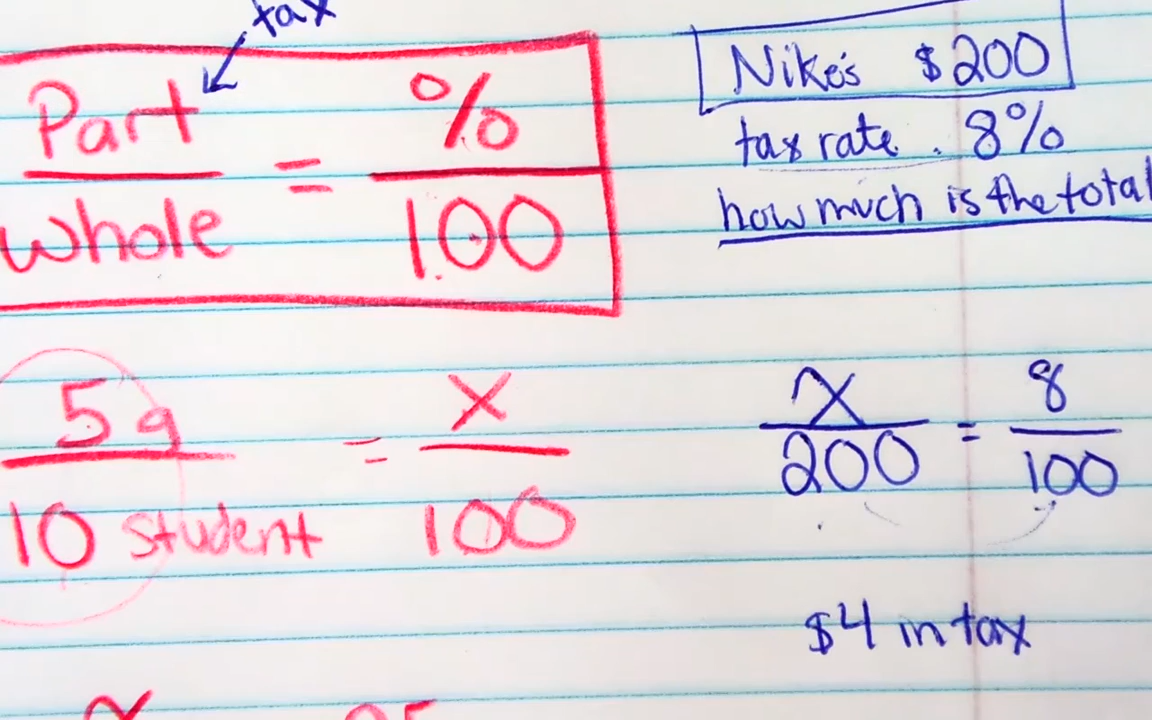 tax
Part = %
whole 100
Nike's $200
tax rate . 8%
how much is the total
5 g = x
10 student 100
x = 8
200 100
$4 in tax